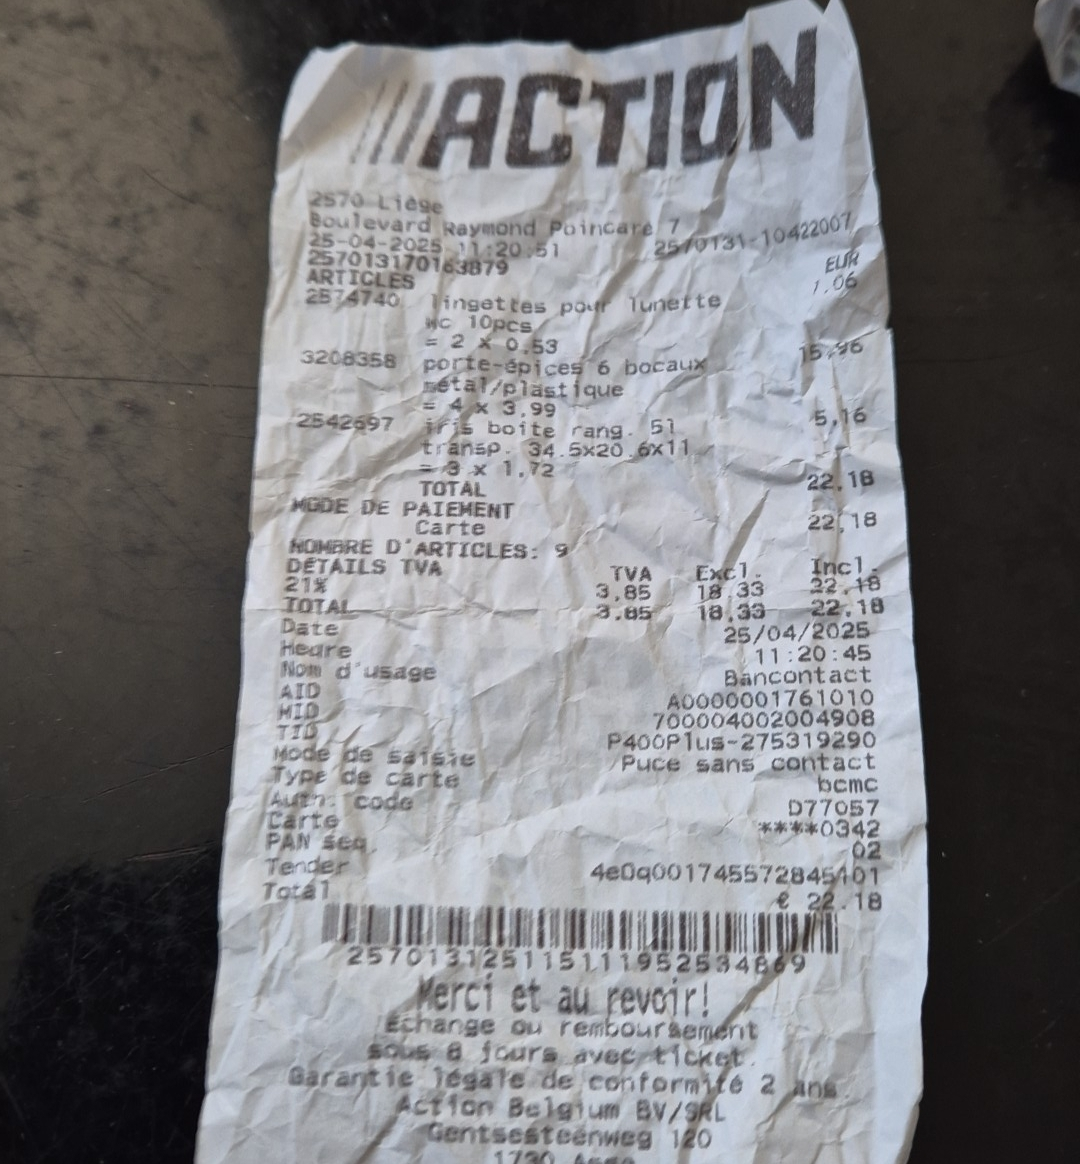 ACTION
2570 Liège
Boulevard Raymond Poincaré 7
25-04-2025 11:20:51 2570131-10422007
257013170163879
ARTICLES EUR
2574740 lingettes pour lunette 1.06
wc 10pcs
= 2 x 0,53
3208358 porte-épices 6 bocaux 15,96
métal/plastique
= 4 x 3,99
2542697 iris boite rang. 5l 5,16
transp. 34.5x20.6x11
= 3 x 1,72
TOTAL 22,18
MODE DE PAIEMENT
Carte 22,18
NOMBRE D'ARTICLES: 9
DÉTAILS TVA TVA Excl. Incl.
21% 3,85 18,33 22,18
TOTAL 3.85 18,33 22.18
Date 25/04/2025
Heure 11:20:45
Nom d'usage Bancontact
AID A0000001761010
MID 700004002004908
TID P400Plus-275319290
Mode de saisie Puce sans contact
Type de carte bcmc
Auth. code D77057
Carte ****0342
PAN seq. 02
Tender 4e0q001745572845101
Total € 22.18
2570131251151119525​34869
Merci et au revoir!
Échange ou remboursement
sous 8 jours avec ticket.
Garantie légale de conformité 2 ans.
Action Belgium BV/SRL
Gentsesteenweg 120
1730 Asse